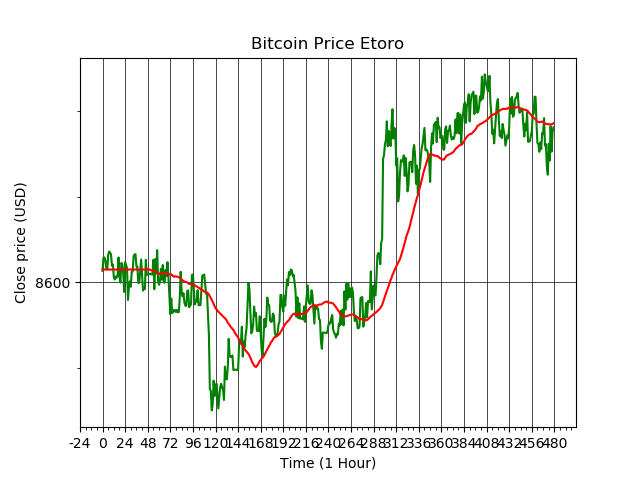 Bitcoin Price Etoro
Close price (USD)
8600
-24 0 24 48 72 96 120 144 168 192 216 240 264 288 312 336 360 384 408 432 456 480
Time (1 Hour)